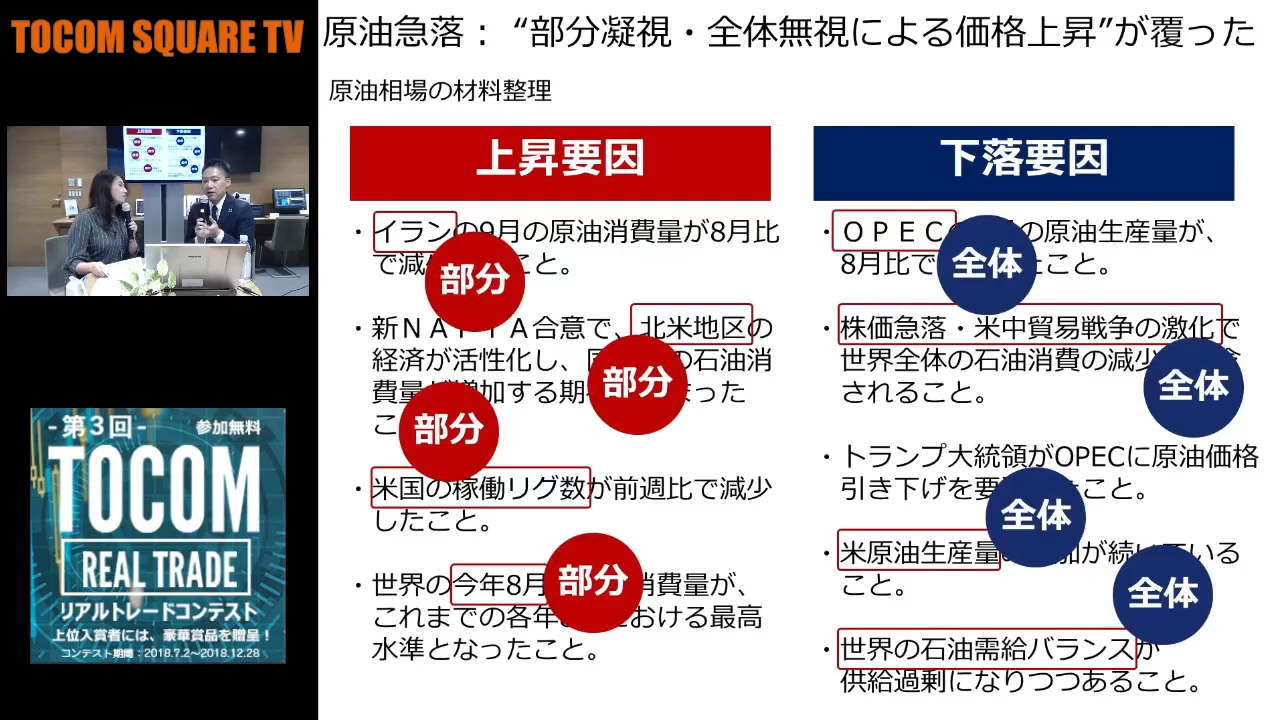 TOCOM SQUARE TV
原油急落： “部分凝視・全体無視による価格上昇”が覆った
原油相場の材料整理
上昇要因
・イランの9月の原油消費量が8月比
で減 こと。
部分
・新ＮＡＦＴＡ合意で、北米地区の
経済が活性化し、 の石油消
費量が増加する期 まった
こ
部分
部分
・米国の稼働リグ数が前週比で減少
したこと。
・世界の今年8月 消費量が、
これまでの各年 における最高
水準となったこと。
部分
下落要因
・ＯＰＥＣ の原油生産量が、
8月比で たこと。
全体
・株価急落・米中貿易戦争の激化で
世界全体の石油消費の減少
されること。
全体
・トランプ大統領がOPECに原油価格
引き下げを要 たこと。
全体
・米原油生産量の 加が続いている
こと。
全体
・世界の石油需給バランスが
供給過剰になりつつあること。
-第３回-
参加無料
TOCOM
REAL TRADE
リアルトレードコンテスト
上位入賞者には、豪華賞品を贈呈！
コンテスト期間：2018.7.2～2018.12.28